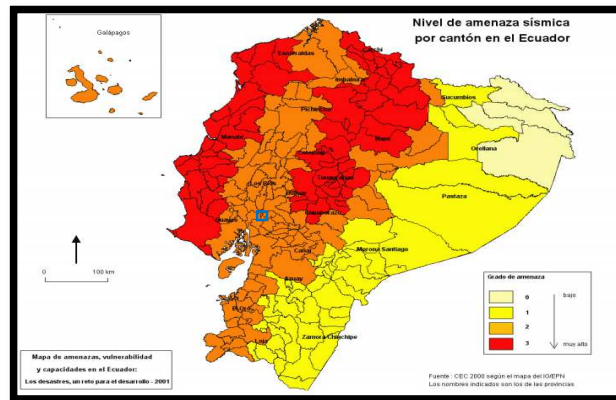 Nivel de amenaza sísmica
por cantón en el Ecuador
Galápagos
Esmeraldas
Carchi
Imbabura
Sucumbíos
Pichincha
Manabí
Napo
Orellana
Cotopaxi
Tungurahua
Los Ríos
Bolívar
Pastaza
Chimborazo
Guayas
Morona Santiago
Cañar
Azuay
El Oro
Loja
Zamora Chinchipe
0 100 km
Grado de amenaza
0 bajo
1
2
3 muy alto
Mapa de amenazas, vulnerabilidad
y capacidades en el Ecuador:
Los desastres, un reto para el desarrollo - 2001
Fuente : CEC 2000 según el mapa del IG/EPN
Los nombres indicados son los de las provincias